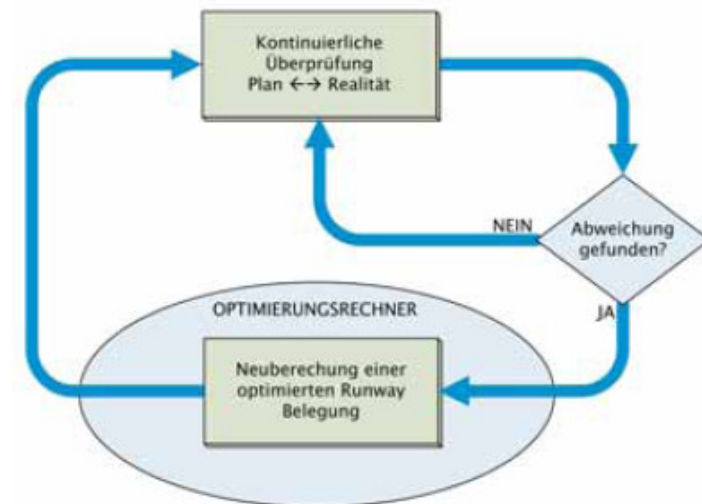 Kontinuierliche
Überprüfung
Plan ←→ Realität
NEIN
Abweichung
gefunden?
JA
OPTIMIERUNGSRECHNER
Neuberechung einer
optimierten Runway
Belegung